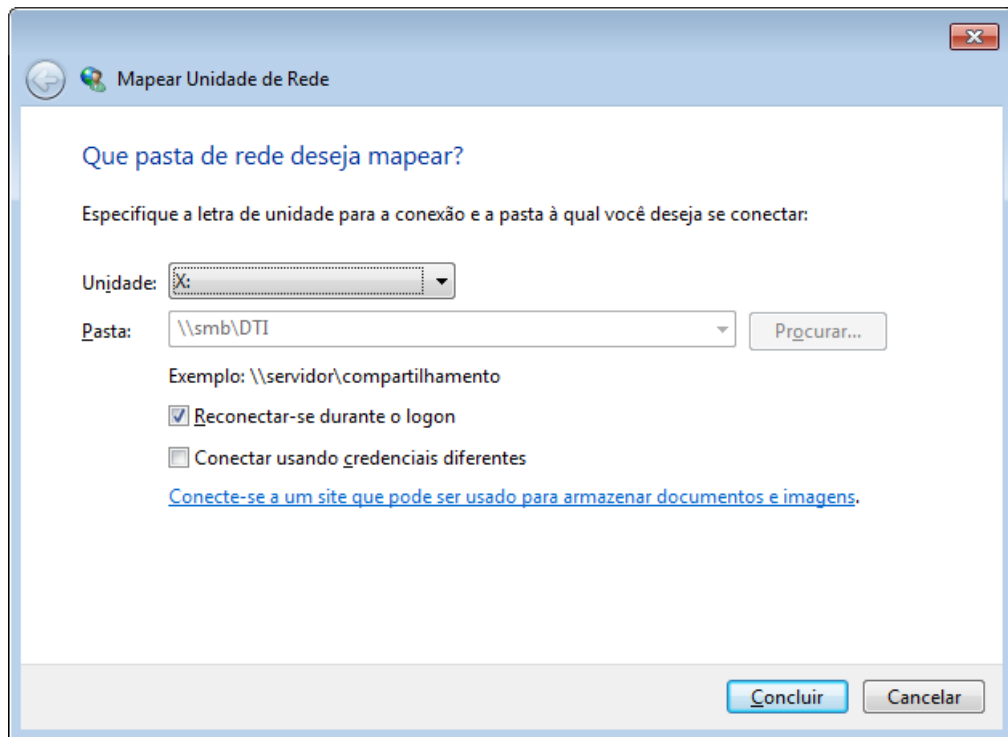 Mapear Unidade de Rede
Que pasta de rede deseja mapear?
Especifique a letra de unidade para a conexão e a pasta à qual você deseja se conectar:
Unidade: X:
Pasta: \\smb\DTI Procurar...
Exemplo: \\servidor\compartilhamento
Reconectar-se durante o logon
Conectar usando credenciais diferentes
Conecte-se a um site que pode ser usado para armazenar documentos e imagens.
Concluir Cancelar